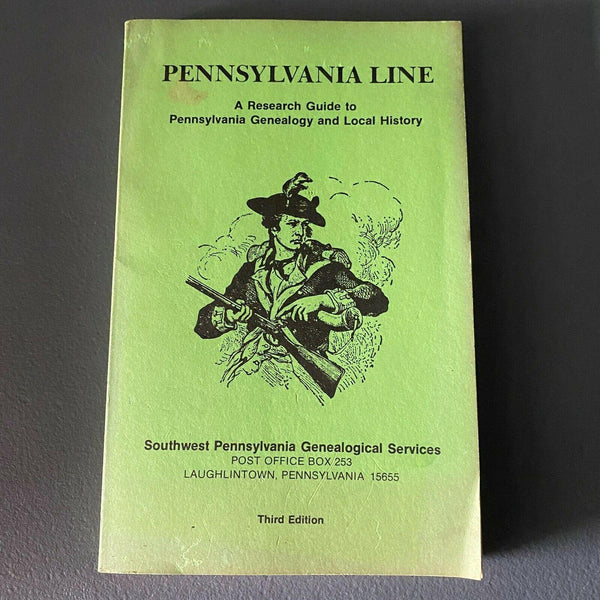 PENNSYLVANIA LINE
A Research Guide to
Pennsylvania Genealogy and Local History
Southwest Pennsylvania Genealogical Services
POST OFFICE BOX 253
LAUGHLINTOWN, PENNSYLVANIA 15655
Third Edition